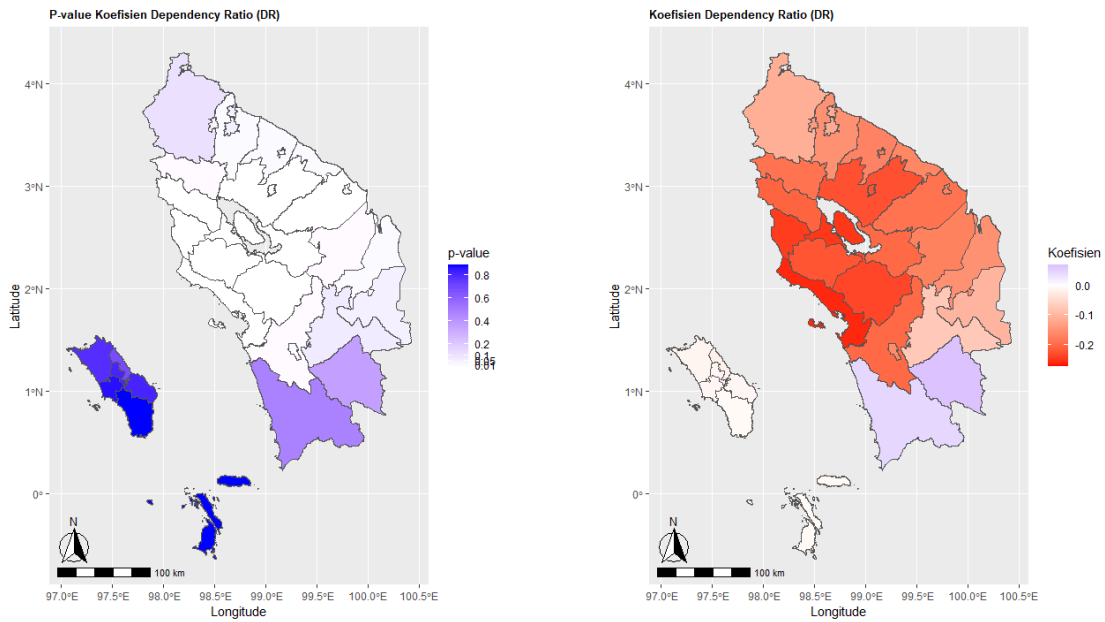 P-value Koefisien Dependency Ratio (DR)
4°N
3°N
2°N
1°N
0°
Latitude
N
100 km
97.0°E 97.5°E 98.0°E 98.5°E 99.0°E 99.5°E 100.0°E 100.5°E
Longitude
p-value
0.8
0.6
0.4
0.2
0.1
0.05
0.01
Koefisien Dependency Ratio (DR)
4°N
3°N
2°N
1°N
0°
Latitude
N
100 km
97.0°E 97.5°E 98.0°E 98.5°E 99.0°E 99.5°E 100.0°E 100.5°E
Longitude
Koefisien
0.0
-0.1
-0.2